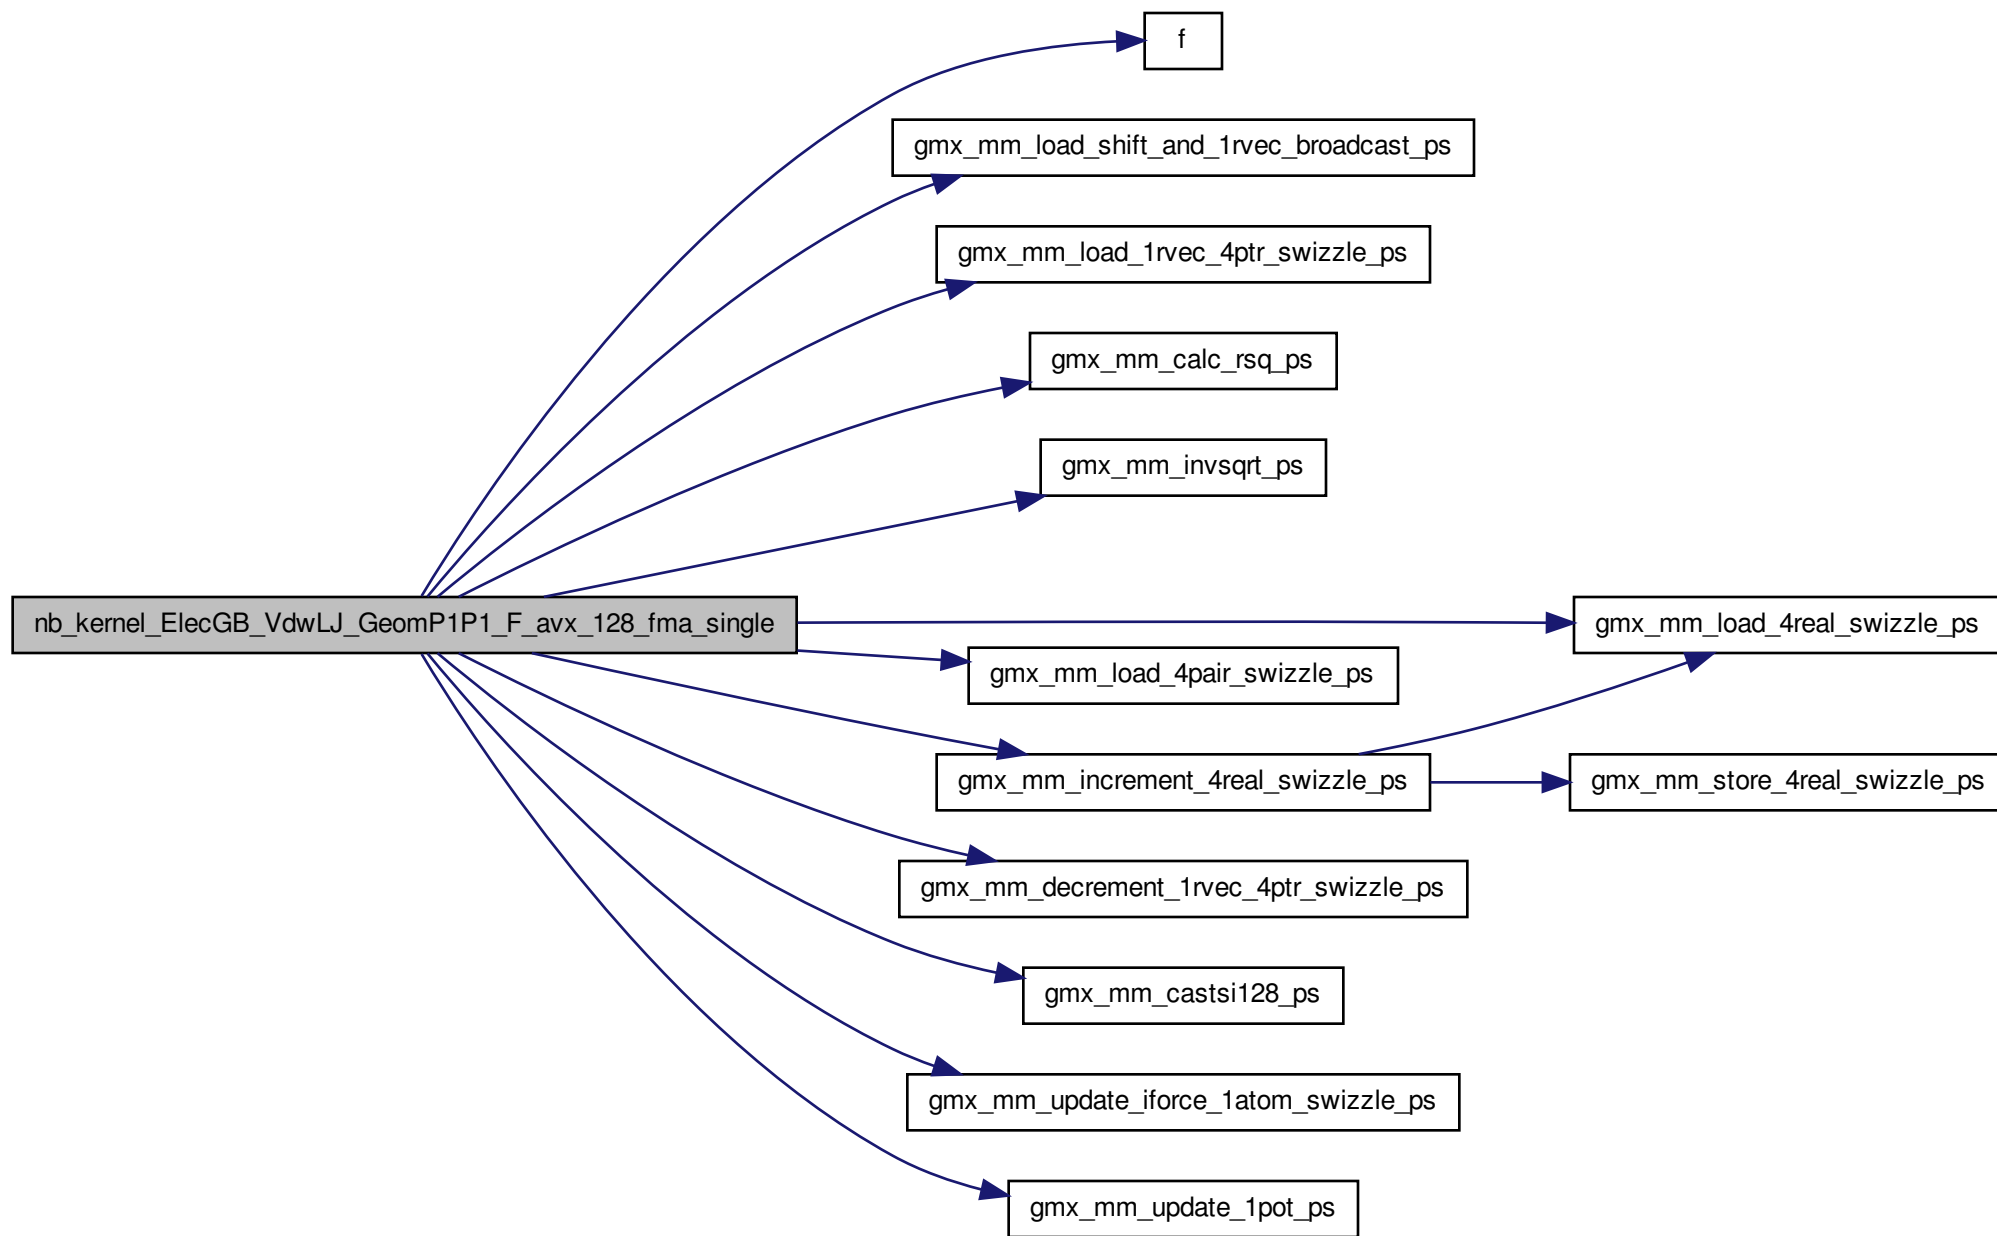 f
gmx_mm_load_shift_and_1rvec_broadcast_ps
gmx_mm_load_1rvec_4ptr_swizzle_ps
gmx_mm_calc_rsq_ps
gmx_mm_invsqrt_ps
nb_kernel_ElecGB_VdwLJ_GeomP1P1_F_avx_128_fma_single
gmx_mm_load_4real_swizzle_ps
gmx_mm_load_4pair_swizzle_ps
gmx_mm_increment_4real_swizzle_ps
gmx_mm_store_4real_swizzle_ps
gmx_mm_decrement_1rvec_4ptr_swizzle_ps
gmx_mm_castsi128_ps
gmx_mm_update_iforce_1atom_swizzle_ps
gmx_mm_update_1pot_ps